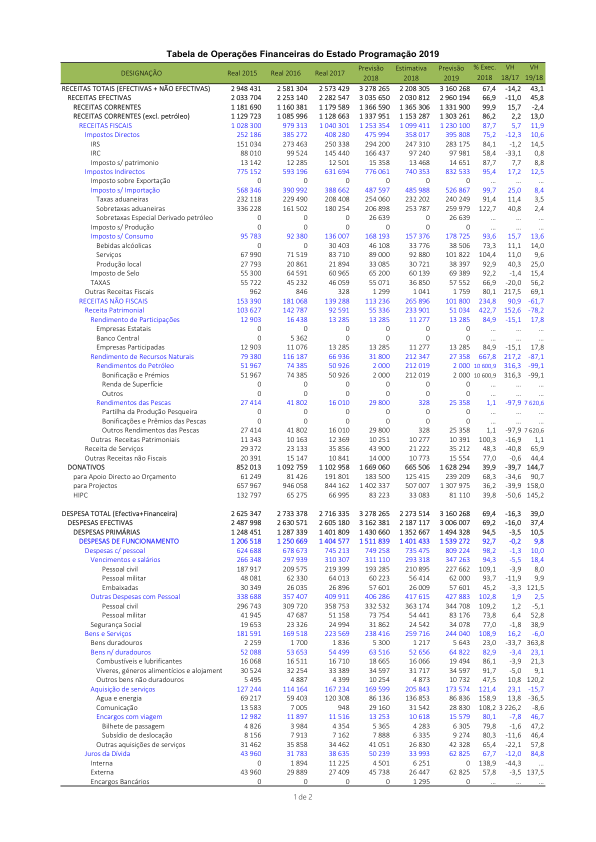 Tabela de Operações Financeiras do Estado Programação 2019
DESIGNAÇÃO Real 2015 Real 2016 Real 2017 Previsão 2018 Estimativa 2018 Previsão 2019 % Exec. 2018 VH 18/17 VH 19/18
RECEITAS TOTAIS (EFECTIVAS + NÃO EFECTIVAS) 2 948 431 2 581 304 2 573 429 3 278 265 2 208 305 3 160 268 67,4 -14,2 43,1
RECEITAS EFECTIVAS 2 033 704 2 253 140 2 282 547 3 035 650 2 030 812 2 960 194 66,9 -11,0 45,8
RECEITAS CORRENTES 1 181 690 1 160 381 1 179 589 1 366 590 1 365 306 1 331 900 99,9 15,7 -2,4
RECEITAS CORRENTES (excl. petróleo) 1 129 723 1 085 996 1 128 663 1 337 951 1 153 287 1 303 241 86,2 2,2 13,0
RECEITAS FISCAIS 1 028 300 979 313 1 040 301 1 253 354 1 099 411 1 230 100 87,7 5,7 11,9
Impostos Directos 252 186 385 272 408 280 475 994 358 017 395 808 75,2 -12,3 10,6
IRS 151 034 273 463 250 338 294 200 247 310 283 175 84,1 -1,2 14,5
IRC 88 010 99 524 145 440 166 437 97 240 97 981 58,4 -33,1 0,8
Imposto s/ patrimonio 13 142 12 285 12 501 15 358 13 468 14 651 87,7 7,7 8,8
Impostos Indirectos 775 152 593 196 631 694 776 061 740 352 832 533 95,4 17,2 12,5
Imposto sobre Exportação 0 0 0 0 0 0 ... ... ...
Imposto s/ Importação 568 346 390 992 388 662 487 597 485 988 526 867 99,7 25,0 8,4
Taxas aduaneiras 232 118 229 490 208 408 254 060 232 202 240 249 91,4 11,4 3,5
Sobretaxas aduaneiras 336 228 161 502 180 254 206 898 253 787 259 979 122,7 40,8 2,4
Sobretaxas Especial Derivado petróleo 0 0 0 26 639 0 26 639 ... ... ...
Imposto s/ Produção 0 0 0 0 0 0 ... ... ...
Imposto s/ Consumo 95 783 92 380 136 007 168 193 157 376 178 725 93,6 15,7 13,6
Bebidas alcóolicas 0 0 30 403 46 108 33 776 38 506 73,3 11,1 14,0
Serviços 67 990 71 519 83 710 89 000 92 880 101 822 104,4 11,0 9,6
Produção local 27 793 20 861 21 894 33 085 30 721 38 397 92,9 40,3 25,0
Imposto de Selo 55 300 64 591 60 965 65 200 60 139 69 389 92,2 -1,4 15,4
TAXAS 55 722 45 232 46 059 55 071 36 850 57 552 66,9 -20,0 56,2
Outras Receitas Fiscais 962 846 328 1 299 1 041 1 759 80,1 217,5 69,1
RECEITAS NÃO FISCAIS 153 390 181 068 139 288 113 236 265 896 101 800 234,8 90,9 -61,7
Receita Patrimonial 103 627 142 787 92 591 55 336 233 901 51 034 422,7 152,6 -78,2
Rendimento de Participações 12 903 16 438 13 285 13 285 11 277 13 285 84,9 -15,1 17,8
Empresas Estatais 0 0 0 0 0 0 ... ... ...
Banco Central 0 5 362 0 0 0 0 ... ... ...
Empresas Participadas 12 903 11 076 13 285 13 285 11 277 13 285 84,9 -15,1 17,8
Rendimento de Recursos Naturais 79 380 116 187 66 936 31 800 212 347 27 358 667,8 217,2 -87,1
Rendimentos do Petróleo 51 967 74 385 50 926 2 000 212 019 2 000 10 600,9 316,3 -99,1
Bonificação e Prémios 51 967 74 385 50 926 2 000 212 019 2 000 10 600,9 316,3 -99,1
Renda de Superfície 0 0 0 0 0 0 ... ... ...
Outros 0 0 0 0 0 0 ... ... ...
Rendimentos das Pescas 27 414 41 802 16 010 29 800 328 25 358 1,1 -97,9 7 620,6
Partilha da Produção Pesqueira 0 0 0 0 0 0 ... ... ...
Bonificações e Prémios das Pescas 0 0 0 0 0 0 ... ... ...
Outros Rendimentos das Pescas 27 414 41 802 16 010 29 800 328 25 358 1,1 -97,9 7 620,6
Outras Receitas Patrimoniais 11 343 10 163 12 369 10 251 10 277 10 391 100,3 -16,9 1,1
Receita de Serviços 29 372 23 133 35 856 43 900 21 222 35 212 48,3 -40,8 65,9
Outras Receitas não Fiscais 20 391 15 147 10 841 14 000 10 773 15 554 77,0 -0,6 44,4
DONATIVOS 852 013 1 092 759 1 102 958 1 669 060 665 506 1 628 294 39,9 -39,7 144,7
para Apoio Directo ao Orçamento 61 249 81 426 191 801 183 500 125 415 239 209 68,3 -34,6 90,7
para Projectos 657 967 946 058 844 162 1 402 337 507 007 1 307 975 36,2 -39,9 158,0
HIPC 132 797 65 275 66 995 83 223 33 083 81 110 39,8 -50,6 145,2
DESPESA TOTAL (Efectiva+Financeira) 2 625 347 2 733 378 2 716 335 3 278 265 2 273 514 3 160 268 69,4 -16,3 39,0
DESPESAS EFECTIVAS 2 487 998 2 630 571 2 605 180 3 162 381 2 187 117 3 006 067 69,2 -16,0 37,4
DESPESAS PRIMÁRIAS 1 248 451 1 287 339 1 401 809 1 430 660 1 352 667 1 494 328 94,5 -3,5 10,5
DESPESAS DE FUNCIONAMENTO 1 206 518 1 250 669 1 404 577 1 511 839 1 401 433 1 539 272 92,7 -0,2 9,8
Despesas c/ pessoal 624 688 678 673 745 213 749 258 735 475 809 224 98,2 -1,3 10,0
Vencimentos e salários 266 348 297 939 310 307 311 110 293 318 347 263 94,3 -5,5 18,4
Pessoal civil 187 917 209 575 219 399 193 285 210 895 227 662 109,1 -3,9 8,0
Pessoal militar 48 081 62 330 64 013 60 223 56 414 62 000 93,7 -11,9 9,9
Embaixadas 30 349 26 035 26 896 57 601 26 009 57 601 45,2 -3,3 121,5
Outras Despesas com Pessoal 338 688 357 407 409 911 406 286 417 615 427 883 102,8 1,9 2,5
Pessoal civil 296 743 309 720 358 753 332 532 363 174 344 708 109,2 1,2 -5,1
Pessoal militar 41 945 47 687 51 158 73 754 54 441 83 176 73,8 6,4 52,8
Segurança Social 19 653 23 326 24 994 31 862 24 542 34 078 77,0 -1,8 38,9
Bens e Serviços 181 591 169 518 223 569 238 416 259 716 244 040 108,9 16,2 -6,0
Bens duradouros 2 259 1 700 1 836 5 300 1 217 5 643 23,0 -33,7 363,8
Bens n/ duradouros 52 088 53 653 54 499 63 516 52 656 64 822 82,9 -3,4 23,1
Combustíveis e lubrificantes 16 068 16 511 16 710 18 665 16 066 19 494 86,1 -3,9 21,3
Víveres, géneros alimentícios e alojament 30 524 32 254 33 389 34 597 31 717 34 597 91,7 -5,0 9,1
Outros bens não duradouros 5 495 4 887 4 399 10 254 4 873 10 732 47,5 10,8 120,2
Aquisição de serviços 127 244 114 164 167 234 169 599 205 843 173 574 121,4 23,1 -15,7
Agua e energia 69 217 59 403 120 308 86 136 136 853 86 836 158,9 13,8 -36,5
Comunicação 13 583 7 005 948 29 160 31 542 28 830 108,2 3 226,2 -8,6
Encargos com viagem 12 982 11 897 11 516 13 253 10 618 15 579 80,1 -7,8 46,7
Bilhete de passagem 4 826 3 984 4 354 5 365 4 283 6 305 79,8 -1,6 47,2
Subsídio de deslocação 8 156 7 913 7 162 7 888 6 335 9 274 80,3 -11,6 46,4
Outras aquisições de serviços 31 462 35 858 34 462 41 051 26 830 42 328 65,4 -22,1 57,8
Juros da Dívida 43 960 31 783 38 635 50 239 33 993 62 825 67,7 -12,0 84,8
Interna 0 1 894 11 225 4 501 6 251 0 138,9 -44,3 ...
Externa 43 960 29 889 27 409 45 738 26 447 62 825 57,8 -3,5 137,5
Encargos Bancários 0 0 0 0 1 295 0 ... ... ...
1 de 2